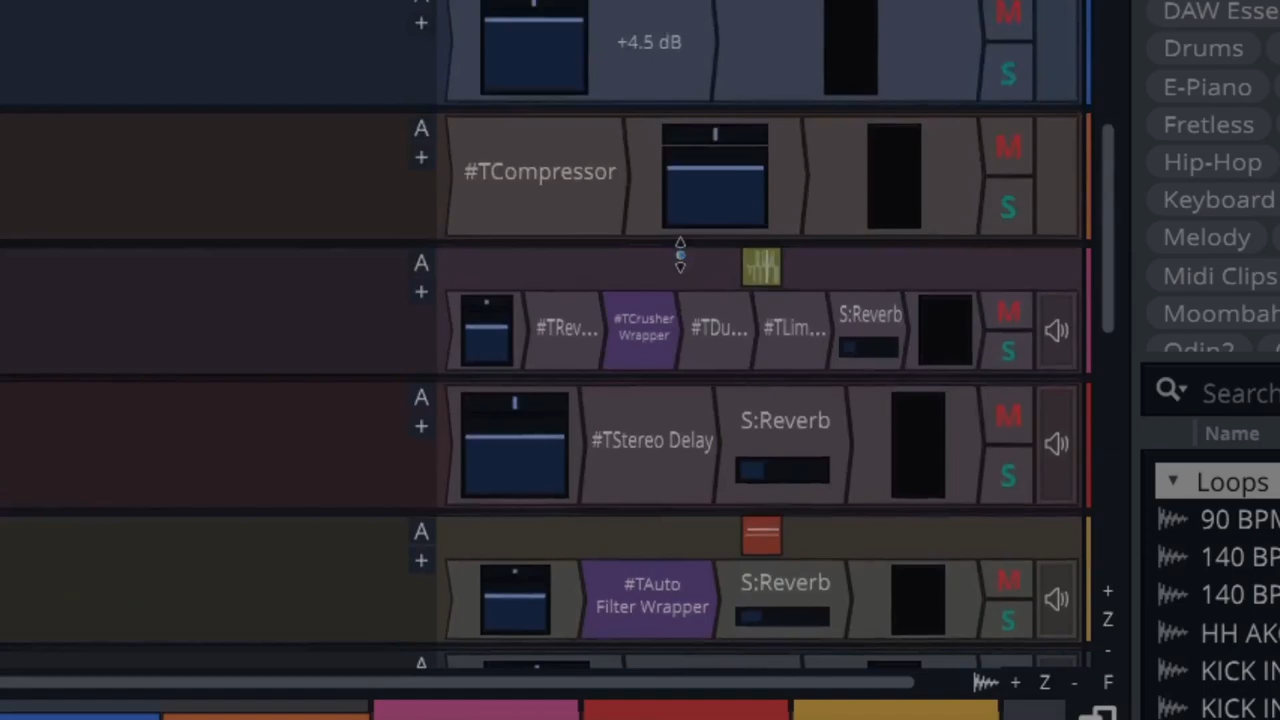 +
+4.5 dB
M
S
A
+
#TCompressor
M
S
A
+
#TRev...
#TCrusher
Wrapper
#TDu...
#TLim...
S:Reverb
M
S
A
+
#TStereo Delay
S:Reverb
M
S
A
+
#TAuto
Filter Wrapper
S:Reverb
M
S
A
+
Z
-
+ Z - F
DAW Esse
Drums
E-Piano
Fretless
Hip-Hop
Keyboard
Melody
Midi Clips
Moombah
Odin2
Search
Name
Loops
90 BPM
140 BP
140 BP
HH AK
KICK IN
KICK IN